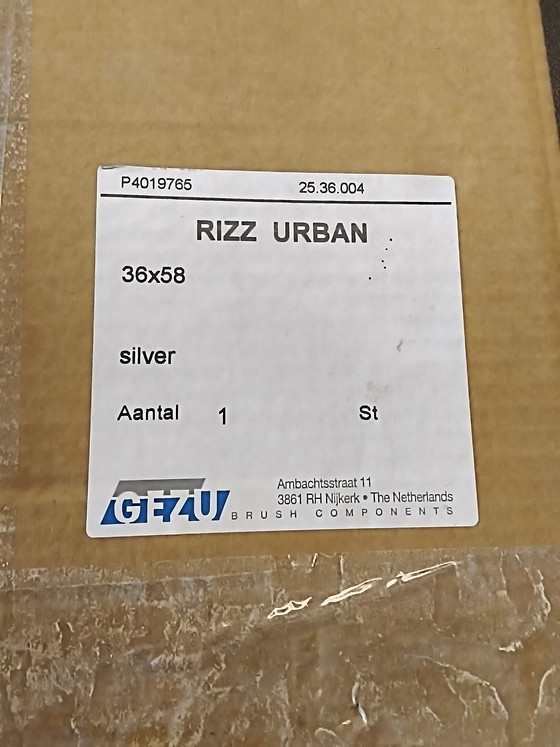 P4019765 25.36.004
RIZZ URBAN
36x58
silver
Aantal 1 St
GEZU BRUSH COMPONENTS
Ambachtsstraat 11
3861 RH Nijkerk • The Netherlands